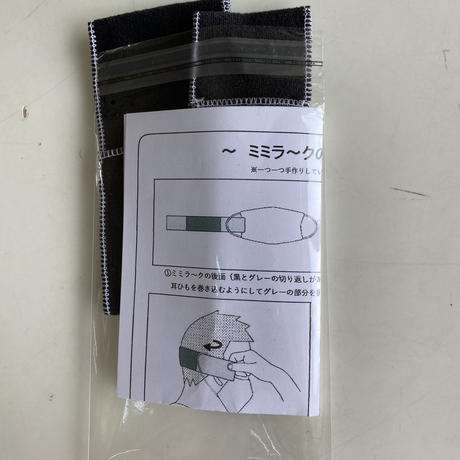 ～ ミミラ～クの
※一つ一つ手作りしてい
①ミミラ～クの後面（黒とグレーの切り返しが
耳ひもを巻き込むようにしてグレーの部分を